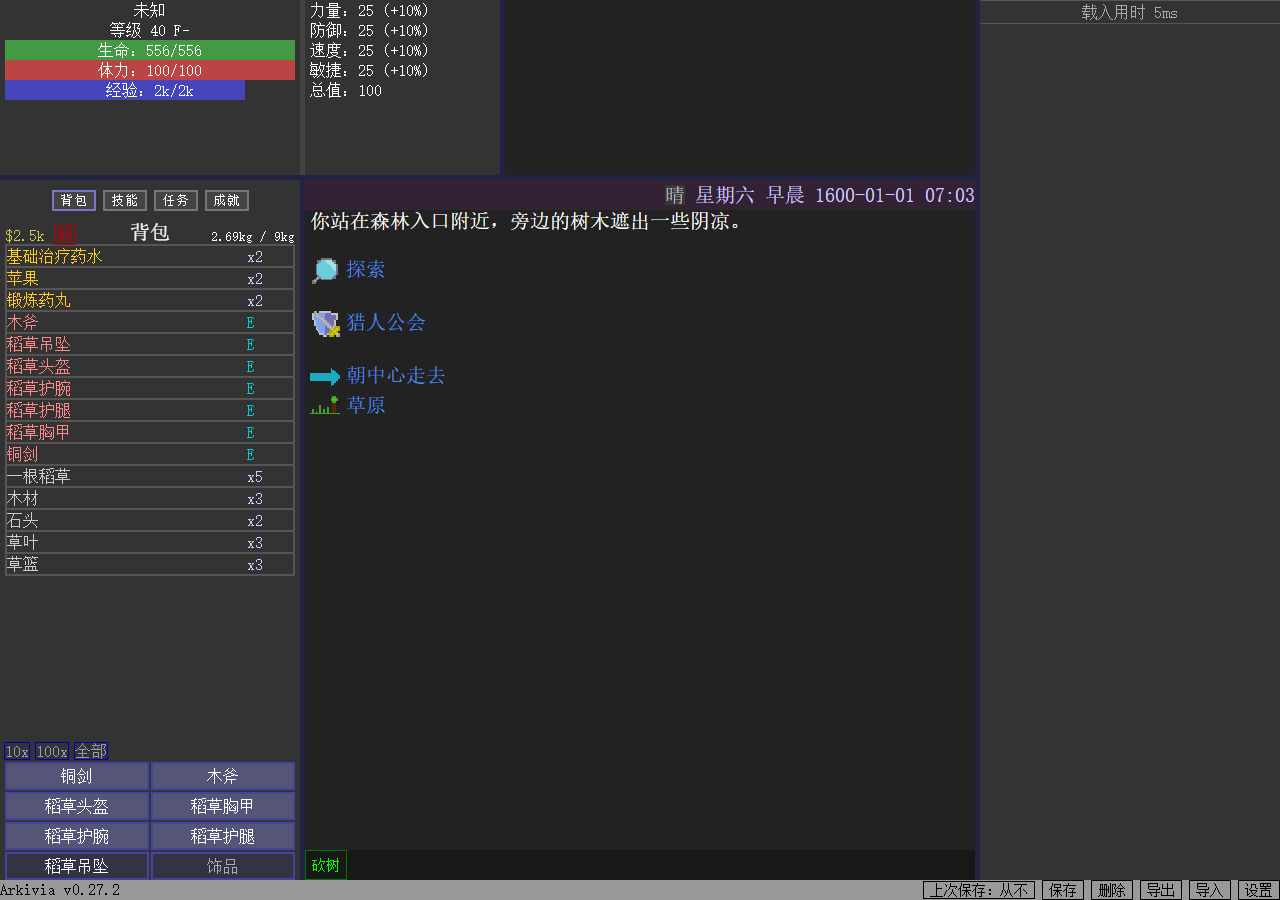 未知
等级 40 F-
生命: 556/556
体力: 100/100
经验: 2k/2k
力量: 25 (+10%)
防御: 25 (+10%)
速度: 25 (+10%)
敏捷: 25 (+10%)
总值: 100
载入用时 5ms
背包 技能 任务 成就
$2.5k 背包 2.69kg / 9kg
基础治疗药水 x2
苹果 x2
锻炼药丸 x2
木斧 E
稻草吊坠 E
稻草头盔 E
稻草护腕 E
稻草护腿 E
稻草胸甲 E
铜剑 E
一根稻草 x5
木材 x3
石头 x2
草叶 x3
草篮 x3
10x 100x 全部
铜剑 木斧
稻草头盔 稻草胸甲
稻草护腕 稻草护腿
稻草吊坠 饰品
晴 星期六 早晨 1600-01-01 07:03
你站在森林入口附近，旁边的树木遮出一些阴凉。
探索
猎人公会
朝中心走去
草原
砍树
Arkivia v0.27.2
上次保存: 从不 保存 删除 导出 导入 设置